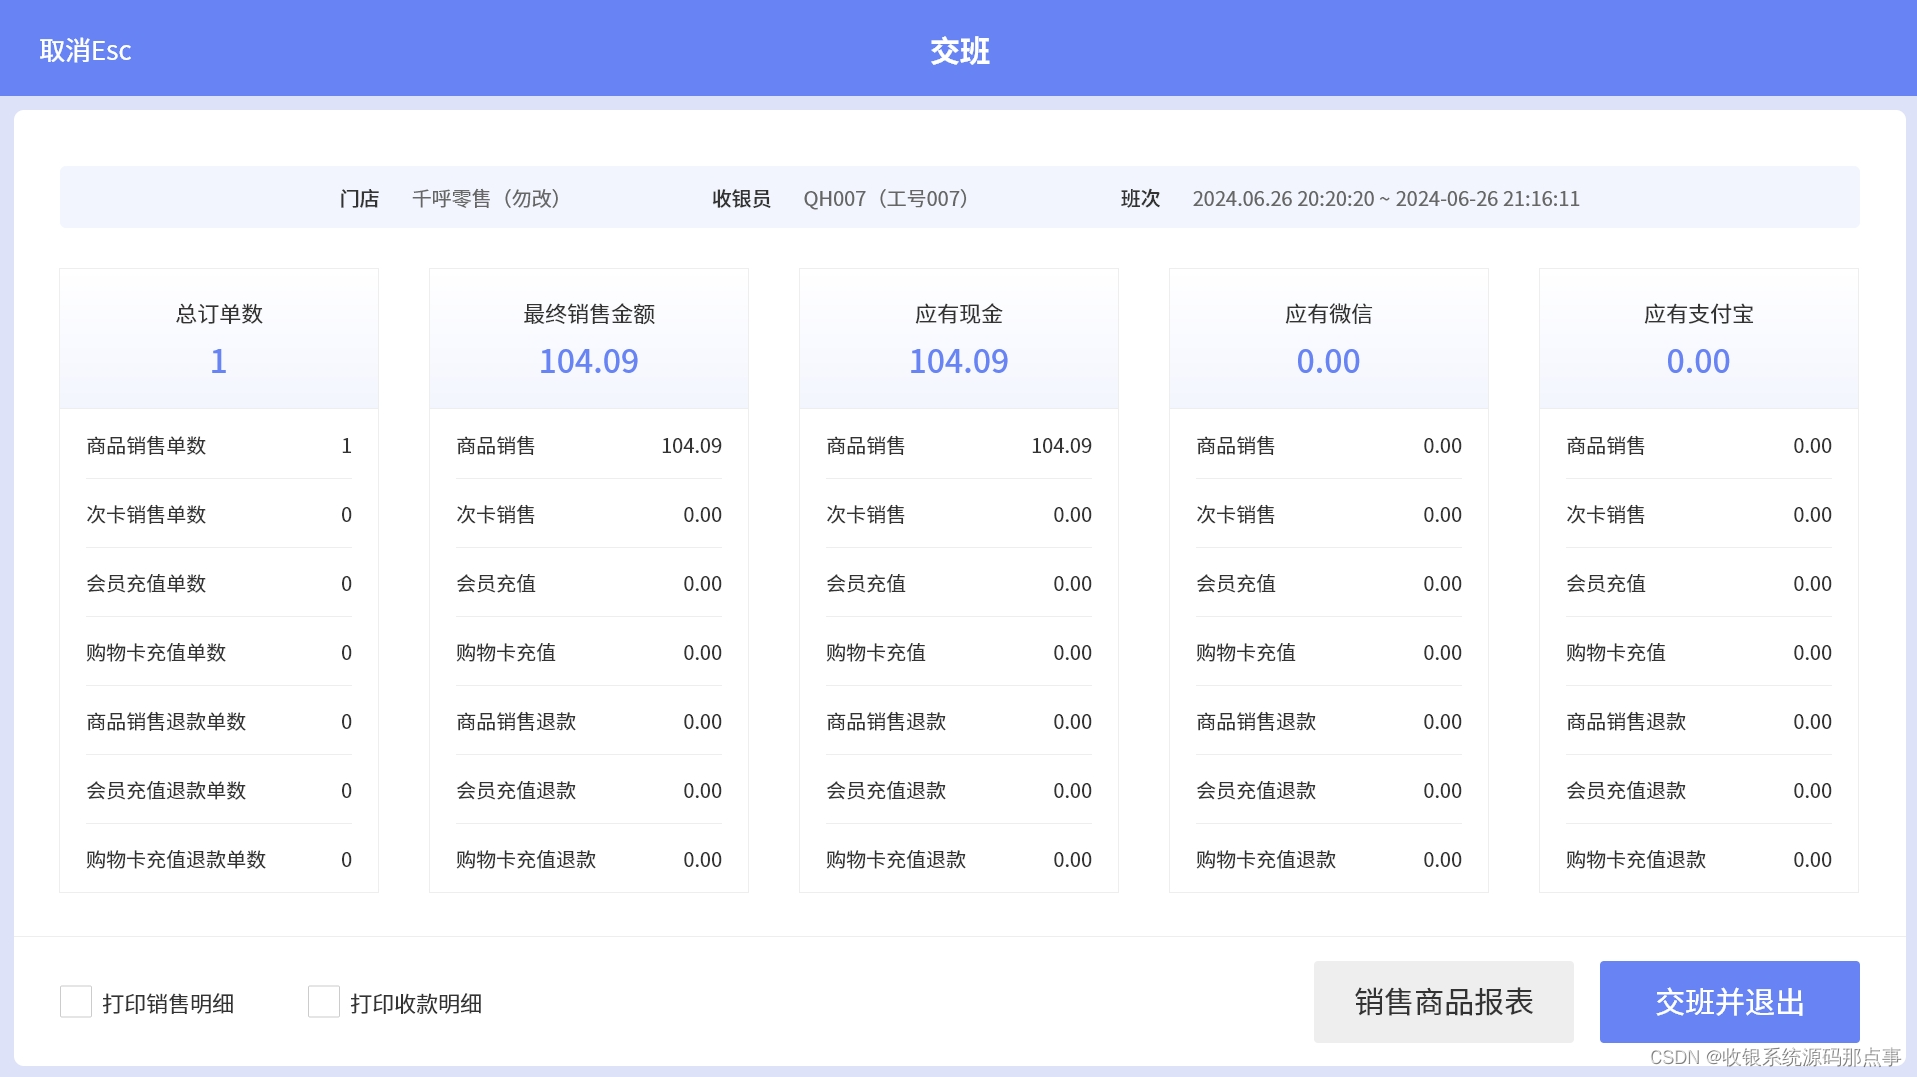 取消Esc
交班
门店 千呼零售（勿改） 收银员 QH007（工号007） 班次 2024.06.26 20:20:20 ~ 2024-06-26 21:16:11
总订单数
1
商品销售单数 1
次卡销售单数 0
会员充值单数 0
购物卡充值单数 0
商品销售退款单数 0
会员充值退款单数 0
购物卡充值退款单数 0
最终销售金额
104.09
商品销售 104.09
次卡销售 0.00
会员充值 0.00
购物卡充值 0.00
商品销售退款 0.00
会员充值退款 0.00
购物卡充值退款 0.00
应有现金
104.09
商品销售 104.09
次卡销售 0.00
会员充值 0.00
购物卡充值 0.00
商品销售退款 0.00
会员充值退款 0.00
购物卡充值退款 0.00
应有微信
0.00
商品销售 0.00
次卡销售 0.00
会员充值 0.00
购物卡充值 0.00
商品销售退款 0.00
会员充值退款 0.00
购物卡充值退款 0.00
应有支付宝
0.00
商品销售 0.00
次卡销售 0.00
会员充值 0.00
购物卡充值 0.00
商品销售退款 0.00
会员充值退款 0.00
购物卡充值退款 0.00
打印销售明细 打印收款明细 销售商品报表 交班并退出
CSDN @收银系统源码那点事